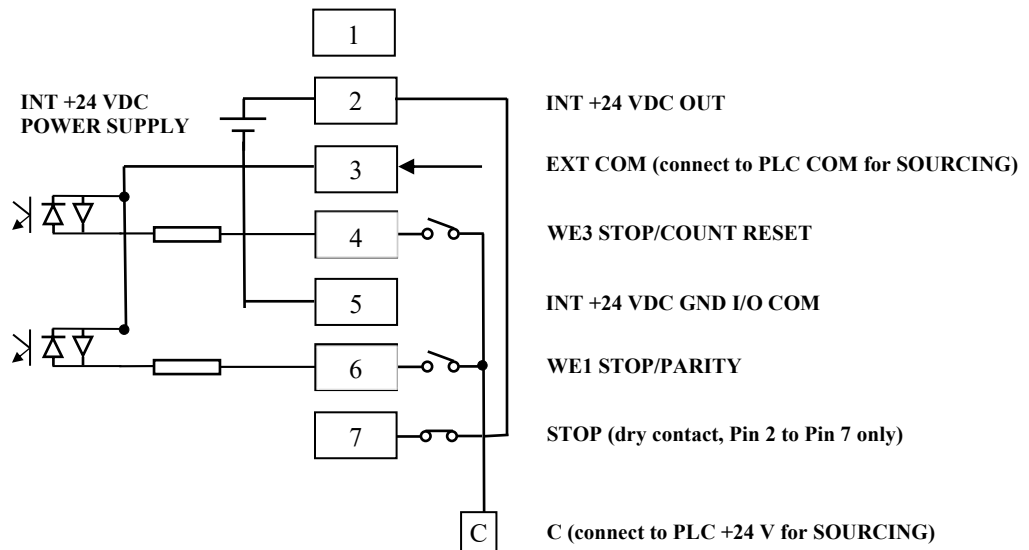 1
INT +24 VDC
POWER SUPPLY
2
INT +24 VDC OUT
3
EXT COM (connect to PLC COM for SOURCING)
4
WE3 STOP/COUNT RESET
5
INT +24 VDC GND I/O COM
6
WE1 STOP/PARITY
7
STOP (dry contact, Pin 2 to Pin 7 only)
C
C (connect to PLC +24 V for SOURCING)